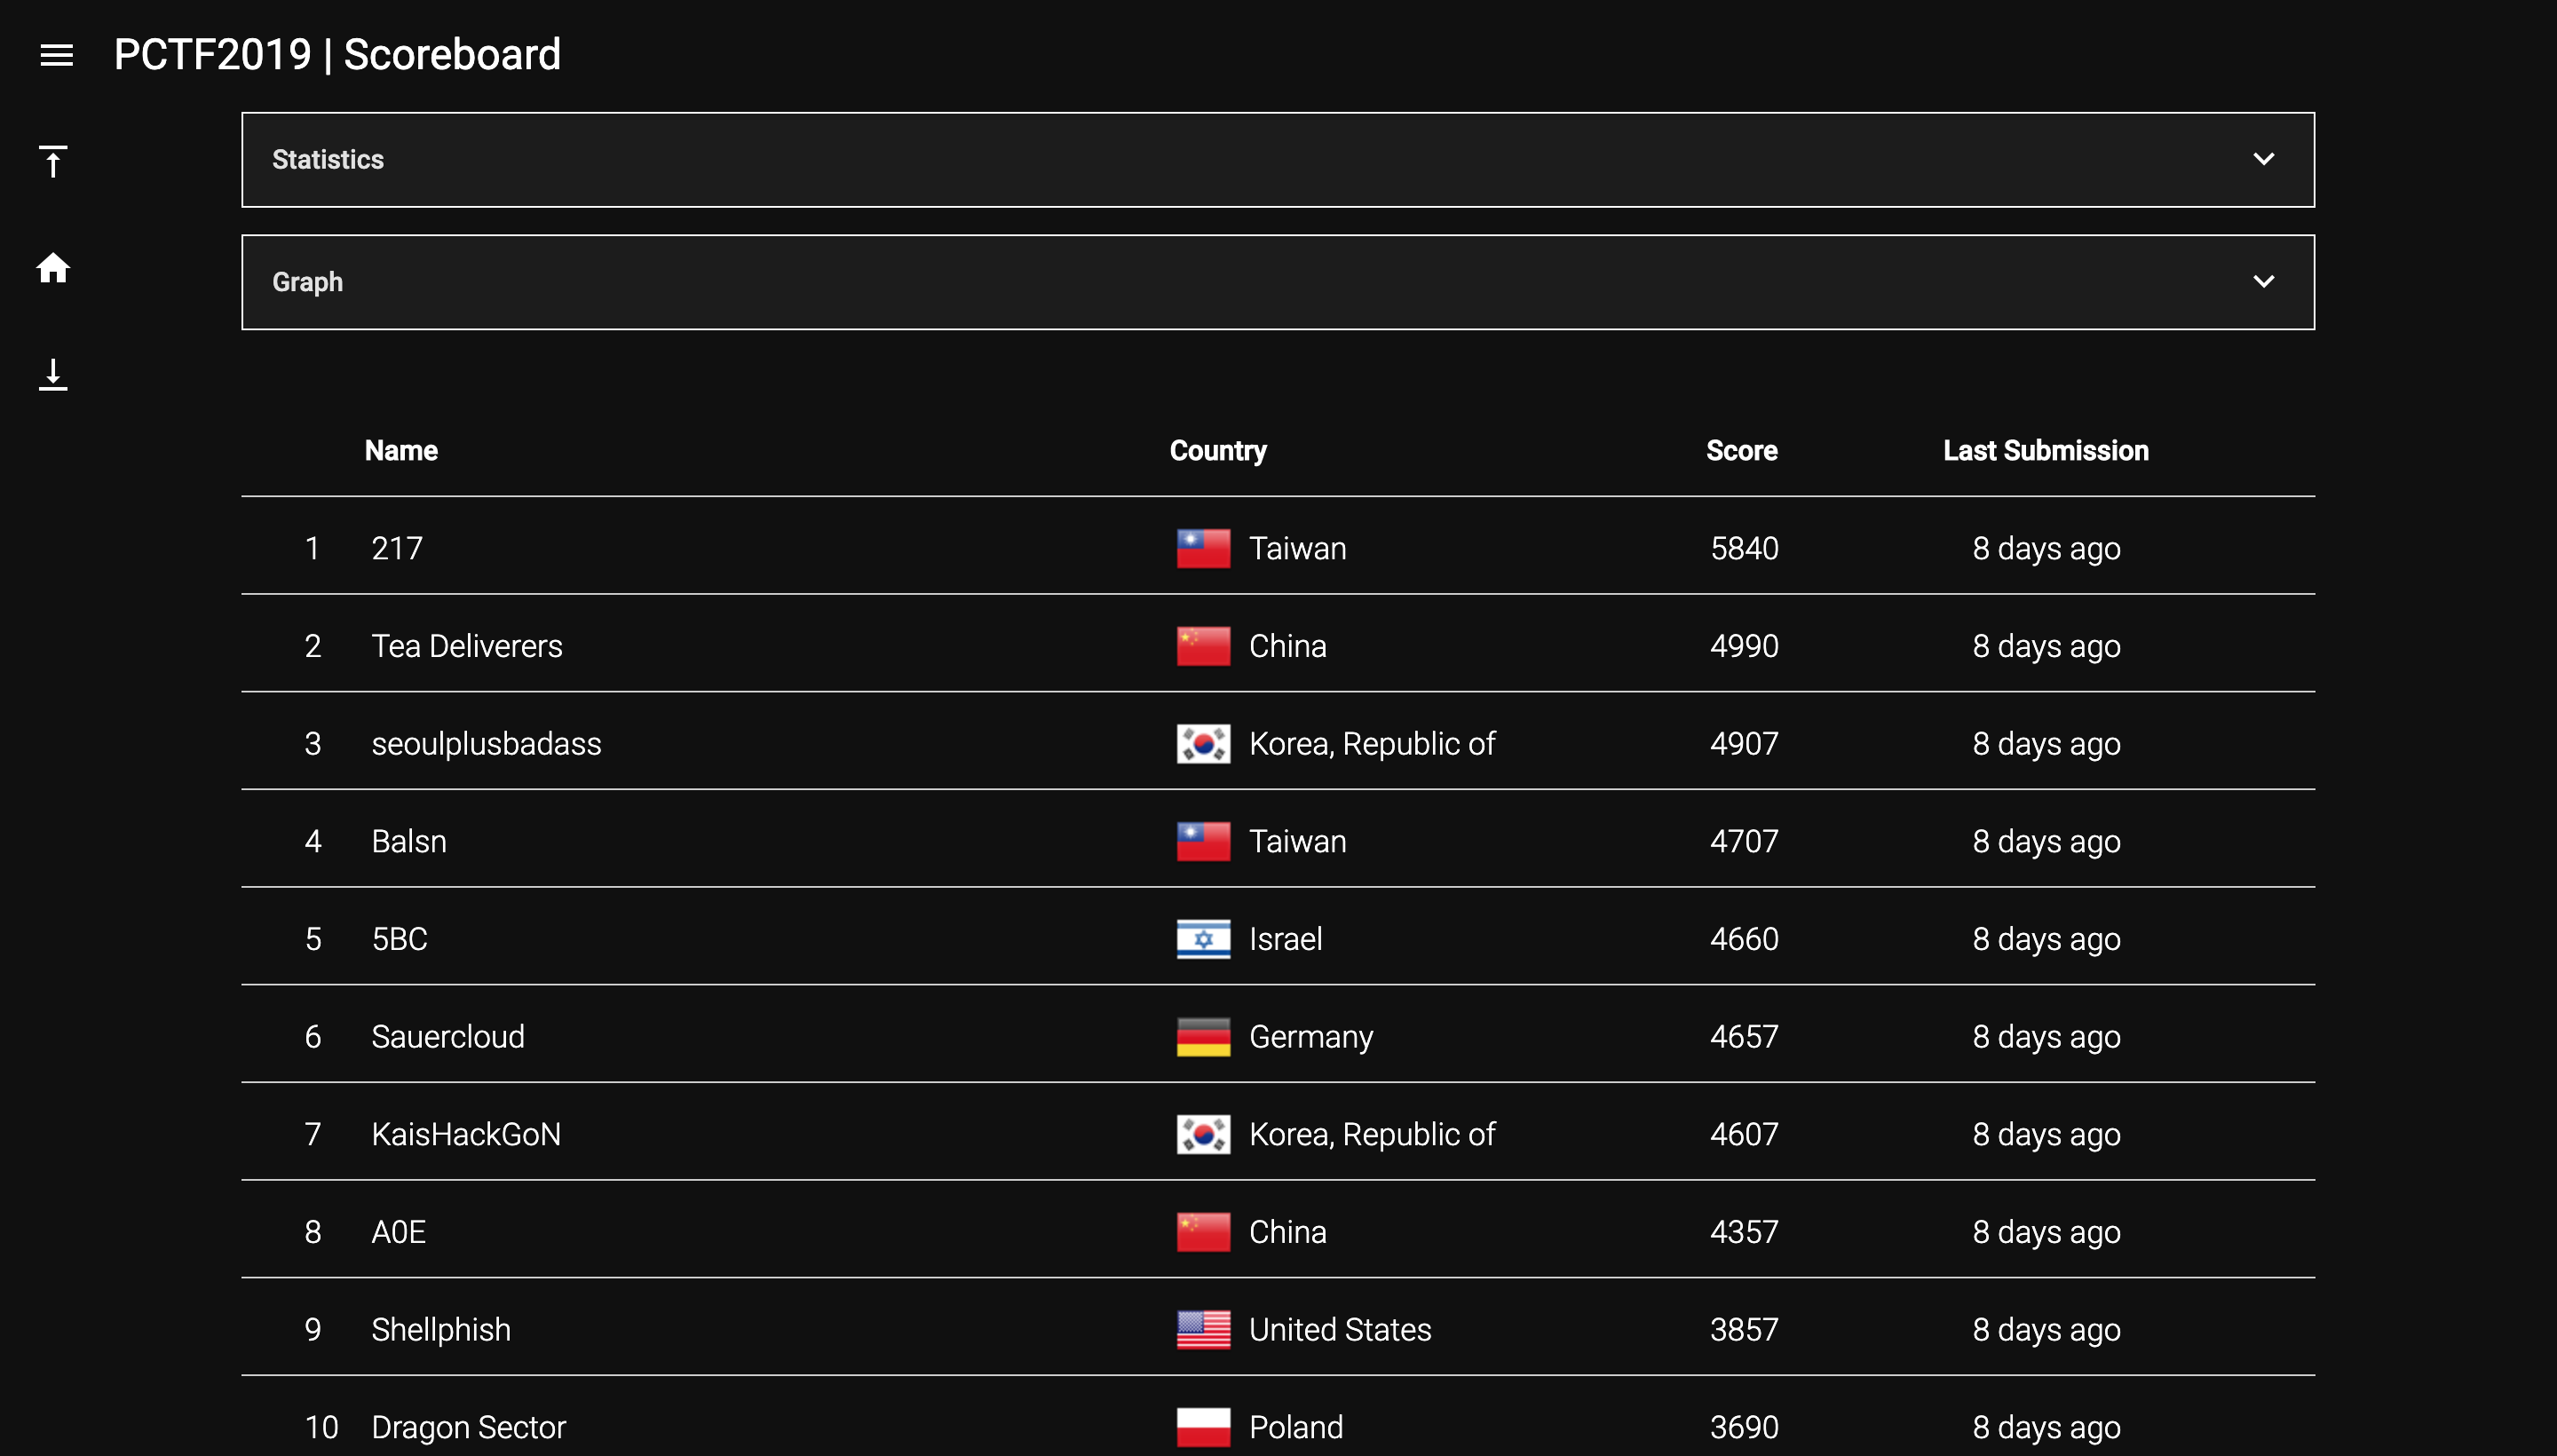 PCTF2019 | Scoreboard
Statistics
Graph
Name Country Score Last Submission
1 217 Taiwan 5840 8 days ago
2 Tea Deliverers China 4990 8 days ago
3 seoulplusbadass Korea, Republic of 4907 8 days ago
4 Balsn Taiwan 4707 8 days ago
5 5BC Israel 4660 8 days ago
6 Sauercloud Germany 4657 8 days ago
7 KaisHackGoN Korea, Republic of 4607 8 days ago
8 A0E China 4357 8 days ago
9 Shellphish United States 3857 8 days ago
10 Dragon Sector Poland 3690 8 days ago